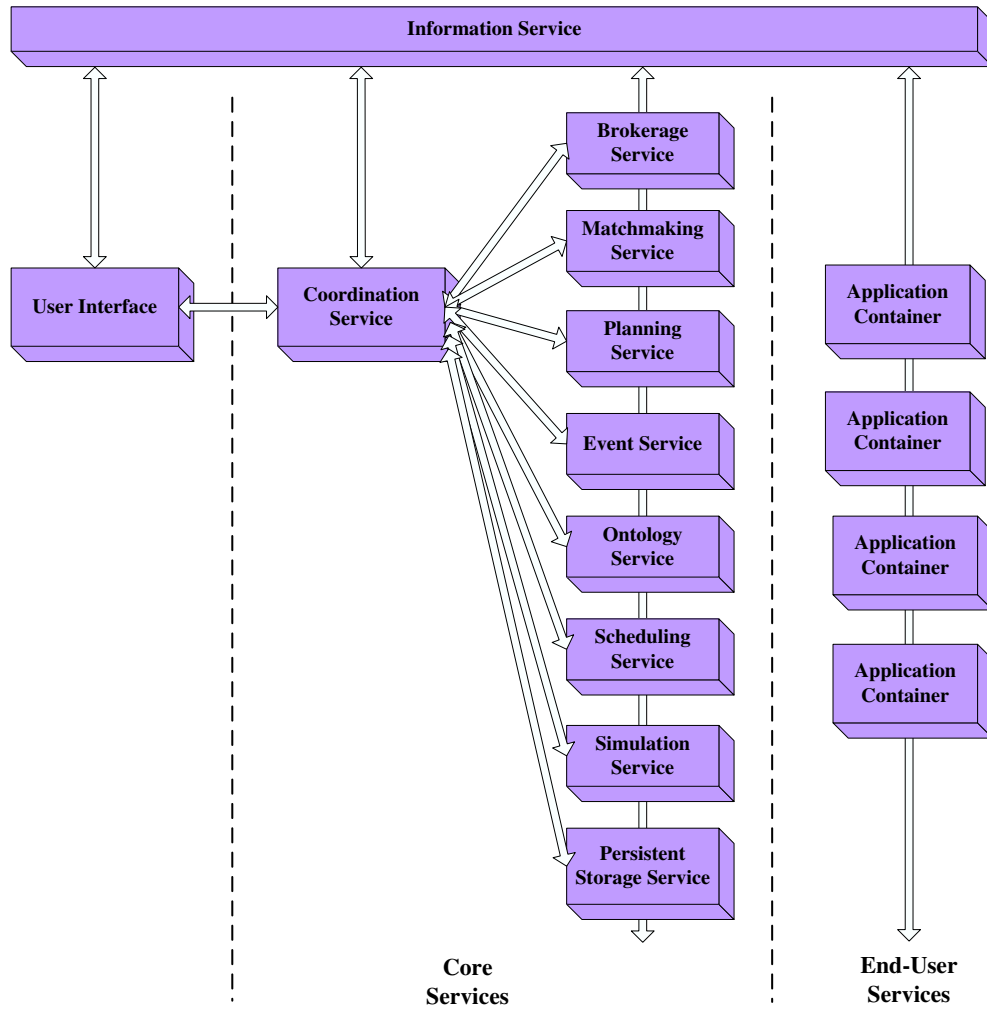 Information Service
User Interface
Coordination
Service
Brokerage
Service
Matchmaking
Service
Planning
Service
Event Service
Ontology
Service
Scheduling
Service
Simulation
Service
Persistent
Storage Service
Application
Container
Application
Container
Application
Container
Application
Container
Core
Services
End-User
Services